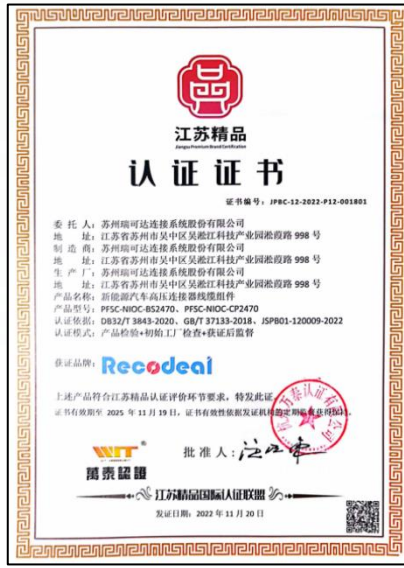 江苏精品
Jiangsu Premium Brand Certification
认证证书
证书编号：JPBC-12-2022-P12-001801
委托人：苏州瑞可达连接系统股份有限公司
地址：江苏省苏州市吴中区吴淞江科技产业园淞葭路 998 号
制造商：苏州瑞可达连接系统股份有限公司
地址：江苏省苏州市吴中区吴淞江科技产业园淞葭路 998 号
生产厂：苏州瑞可达连接系统股份有限公司
地址：江苏省苏州市吴中区吴淞江科技产业园淞葭路 998 号
产品名称：新能源汽车高压连接器线缆组件
产品型号：PFSC-NIOC-BS2470、PFSC-NIOC-CP2470
认证依据：DB32/T 3843-2020、GB/T 37133-2018、JSPB01-120009-2022
认证模式：产品检验+初始工厂检查+获证后监督
获证品牌：Recodeal
上述产品符合江苏精品认证评价环节要求，特发此证。
证书有效期至 2025 年 11 月 19 日，证书有效性依据发证机构的定期监督获得保持。
WIT
萬泰認證
批准人：
江苏精品国际认证联盟
发证日期：2022 年 11 月 20 日